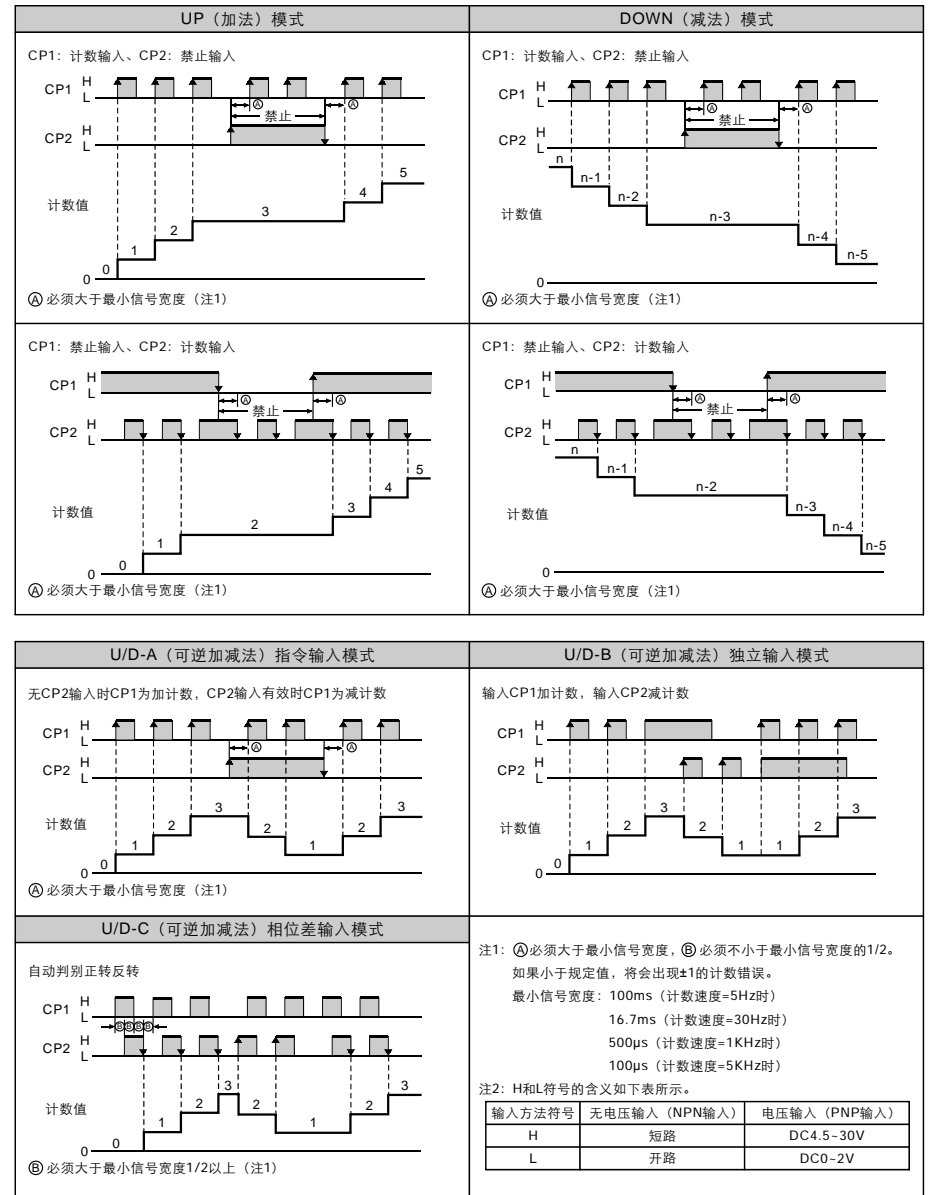 UP（加法）模式
CP1：计数输入、CP2：禁止输入
CP1 H
L
Ⓐ Ⓐ
禁止
CP2 H
L
计数值
0 1 2 3 4 5
0
Ⓐ必须大于最小信号宽度（注1）
DOWN（减法）模式
CP1：计数输入、CP2：禁止输入
CP1 H
L
Ⓐ Ⓐ
禁止
CP2 H
L
计数值
n n-1 n-2 n-3 n-4 n-5
0
Ⓐ必须大于最小信号宽度（注1）
CP1：禁止输入、CP2：计数输入
CP1 H
L
Ⓐ Ⓐ
禁止
CP2 H
L
计数值
0 1 2 3 4 5
0
Ⓐ必须大于最小信号宽度（注1）
CP1：禁止输入、CP2：计数输入
CP1 H
L
Ⓐ Ⓐ
禁止
CP2 H
L
计数值
n n-1 n-2 n-3 n-4 n-5
0
Ⓐ必须大于最小信号宽度（注1）
U/D-A（可逆加减法）指令输入模式
无CP2输入时CP1为加计数，CP2输入有效时CP1为减计数
CP1 H
L
Ⓐ Ⓐ
CP2 H
L
计数值
0 1 2 3 2 1 2 3
0
Ⓐ必须大于最小信号宽度（注1）
U/D-B（可逆加减法）独立输入模式
输入CP1加计数，输入CP2减计数
CP1 H
L
CP2 H
L
计数值
0 1 2 3 2 1 1 2 3
0
U/D-C（可逆加减法）相位差输入模式
自动判别正转反转
CP1 H
L
ⒷⒷⒷⒷ
CP2 H
L
计数值
0 1 2 3 2 1 2 3
0
Ⓑ必须大于最小信号宽度1/2以上（注1）
注1：Ⓐ必须大于最小信号宽度，Ⓑ必须不小于最小信号宽度的1/2。
如果小于规定值，将会出现±1的计数错误。
最小信号宽度：100ms（计数速度=5Hz时）
16.7ms（计数速度=30Hz时）
500μs（计数速度=1KHz时）
100μs（计数速度=5KHz时）
注2：H和L符号的含义如下表所示。
输入方法符号 无电压输入（NPN输入） 电压输入（PNP输入）
H 短路 DC4.5~30V
L 开路 DC0~2V